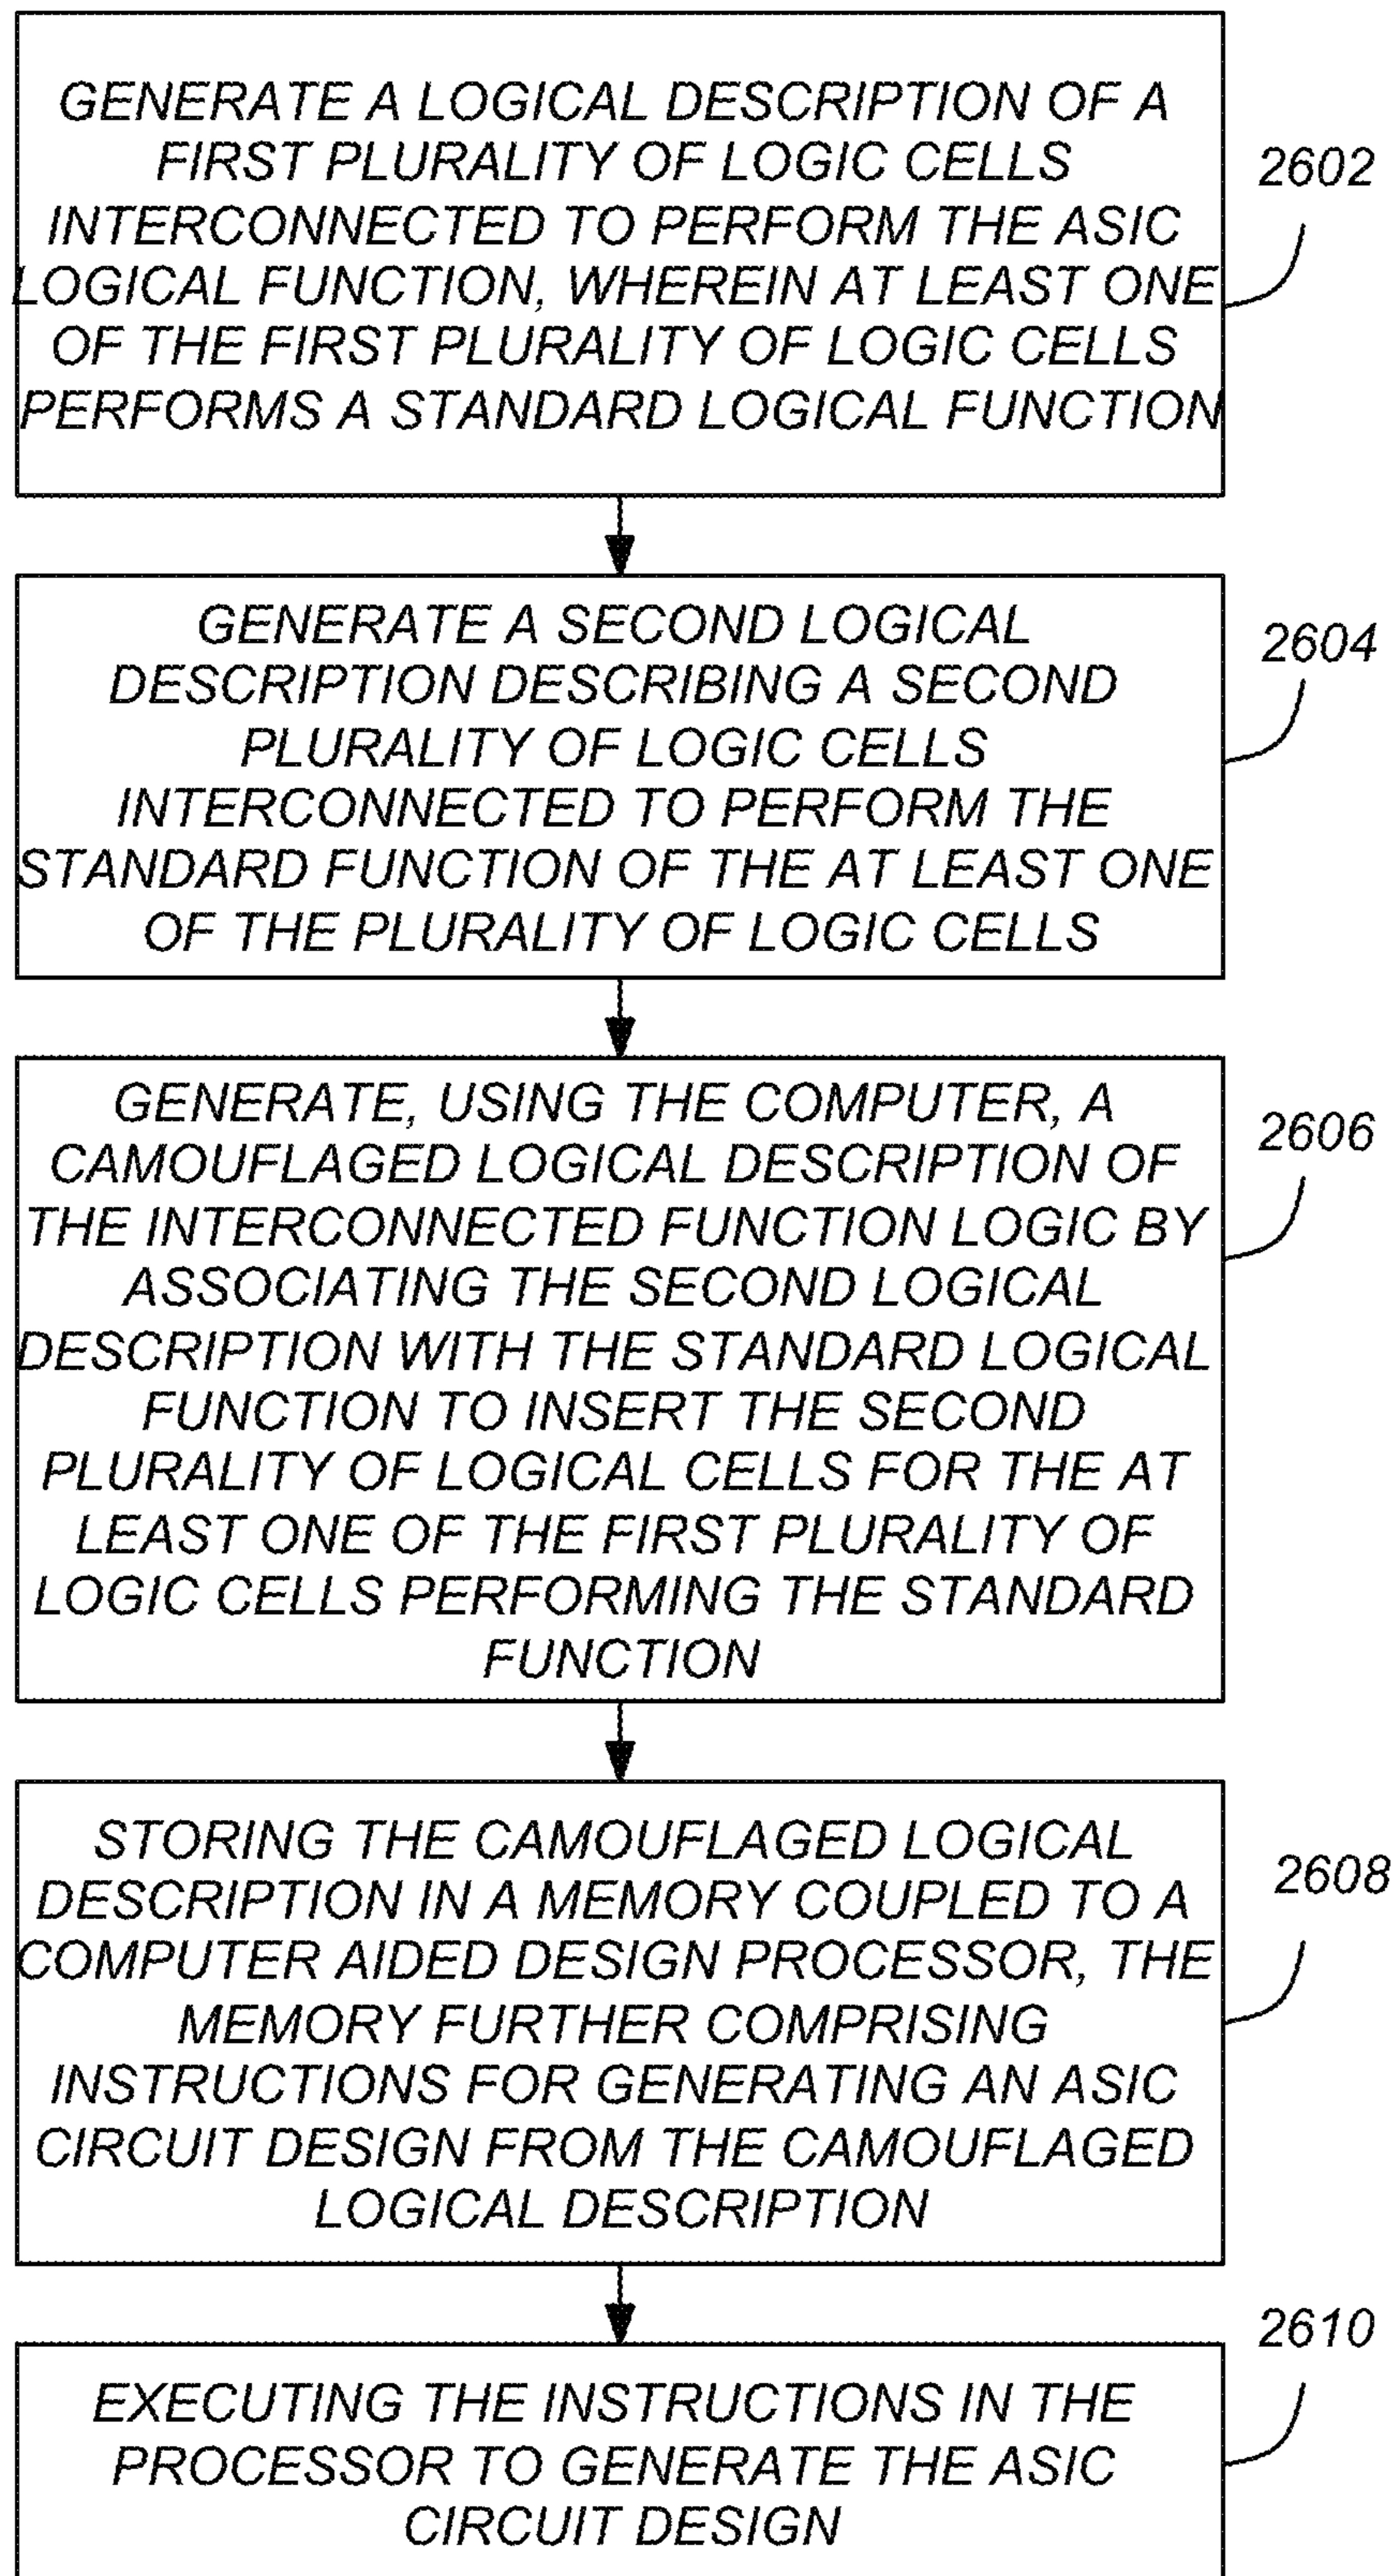 GENERATE A LOGICAL DESCRIPTION OF A
FIRST PLURALITY OF LOGIC CELLS
INTERCONNECTED TO PERFORM THE ASIC
LOGICAL FUNCTION, WHEREIN AT LEAST ONE
OF THE FIRST PLURALITY OF LOGIC CELLS
PERFORMS A STANDARD LOGICAL FUNCTION
2602
GENERATE A SECOND LOGICAL
DESCRIPTION DESCRIBING A SECOND
PLURALITY OF LOGIC CELLS
INTERCONNECTED TO PERFORM THE
STANDARD FUNCTION OF THE AT LEAST ONE
OF THE PLURALITY OF LOGIC CELLS
2604
GENERATE, USING THE COMPUTER, A
CAMOUFLAGED LOGICAL DESCRIPTION OF
THE INTERCONNECTED FUNCTION LOGIC BY
ASSOCIATING THE SECOND LOGICAL
DESCRIPTION WITH THE STANDARD LOGICAL
FUNCTION TO INSERT THE SECOND
PLURALITY OF LOGICAL CELLS FOR THE AT
LEAST ONE OF THE FIRST PLURALITY OF
LOGIC CELLS PERFORMING THE STANDARD
FUNCTION
2606
STORING THE CAMOUFLAGED LOGICAL
DESCRIPTION IN A MEMORY COUPLED TO A
COMPUTER AIDED DESIGN PROCESSOR, THE
MEMORY FURTHER COMPRISING
INSTRUCTIONS FOR GENERATING AN ASIC
CIRCUIT DESIGN FROM THE CAMOUFLAGED
LOGICAL DESCRIPTION
2608
EXECUTING THE INSTRUCTIONS IN THE
PROCESSOR TO GENERATE THE ASIC
CIRCUIT DESIGN
2610